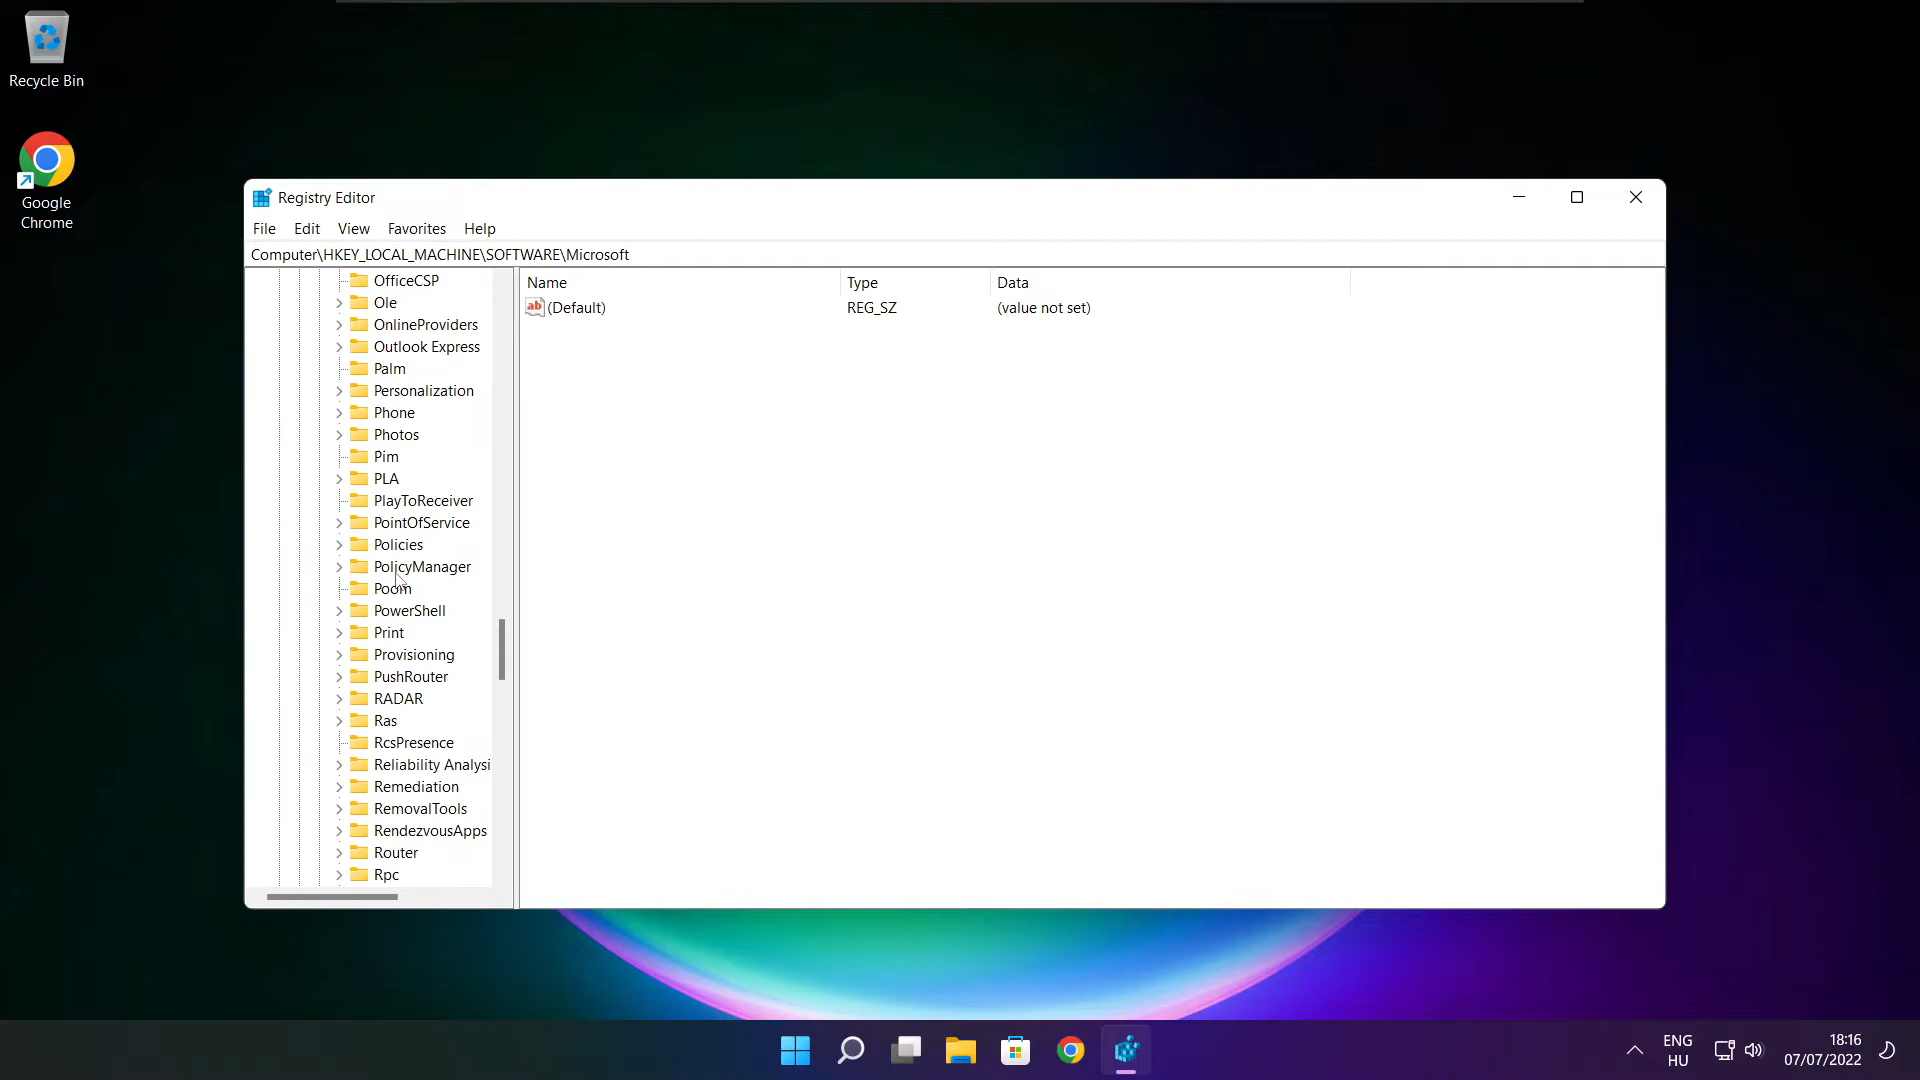 Recycle Bin
Google
Chrome
Registry Editor
File Edit View Favorites Help
Computer\HKEY_LOCAL_MACHINE\SOFTWARE\Microsoft
OfficeCSP
Ole
OnlineProviders
Outlook Express
Palm
Personalization
Phone
Photos
Pim
PLA
PlayToReceiver
PointOfService
Policies
PolicyManager
Poom
PowerShell
Print
Provisioning
PushRouter
RADAR
Ras
RcsPresence
Reliability Analysi
Remediation
RemovalTools
RendezvousApps
Router
Rpc
Name Type Data
ab (Default) REG_SZ (value not set)
ENG
HU
18:16
07/07/2022